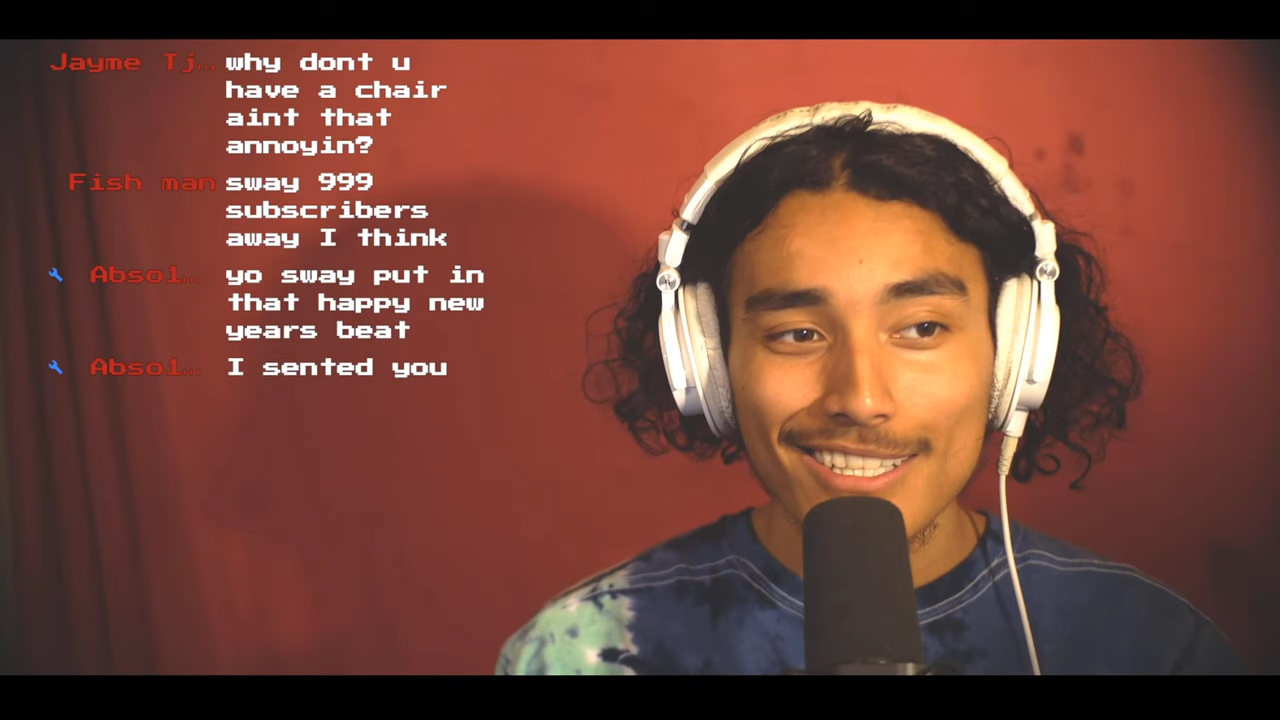 Jayme Tj… why dont u
have a chair
aint that
annoyin?
Fish man sway 999
subscribers
away I think
Abso1… yo sway put in
that happy new
years beat
Abso1… I sented you